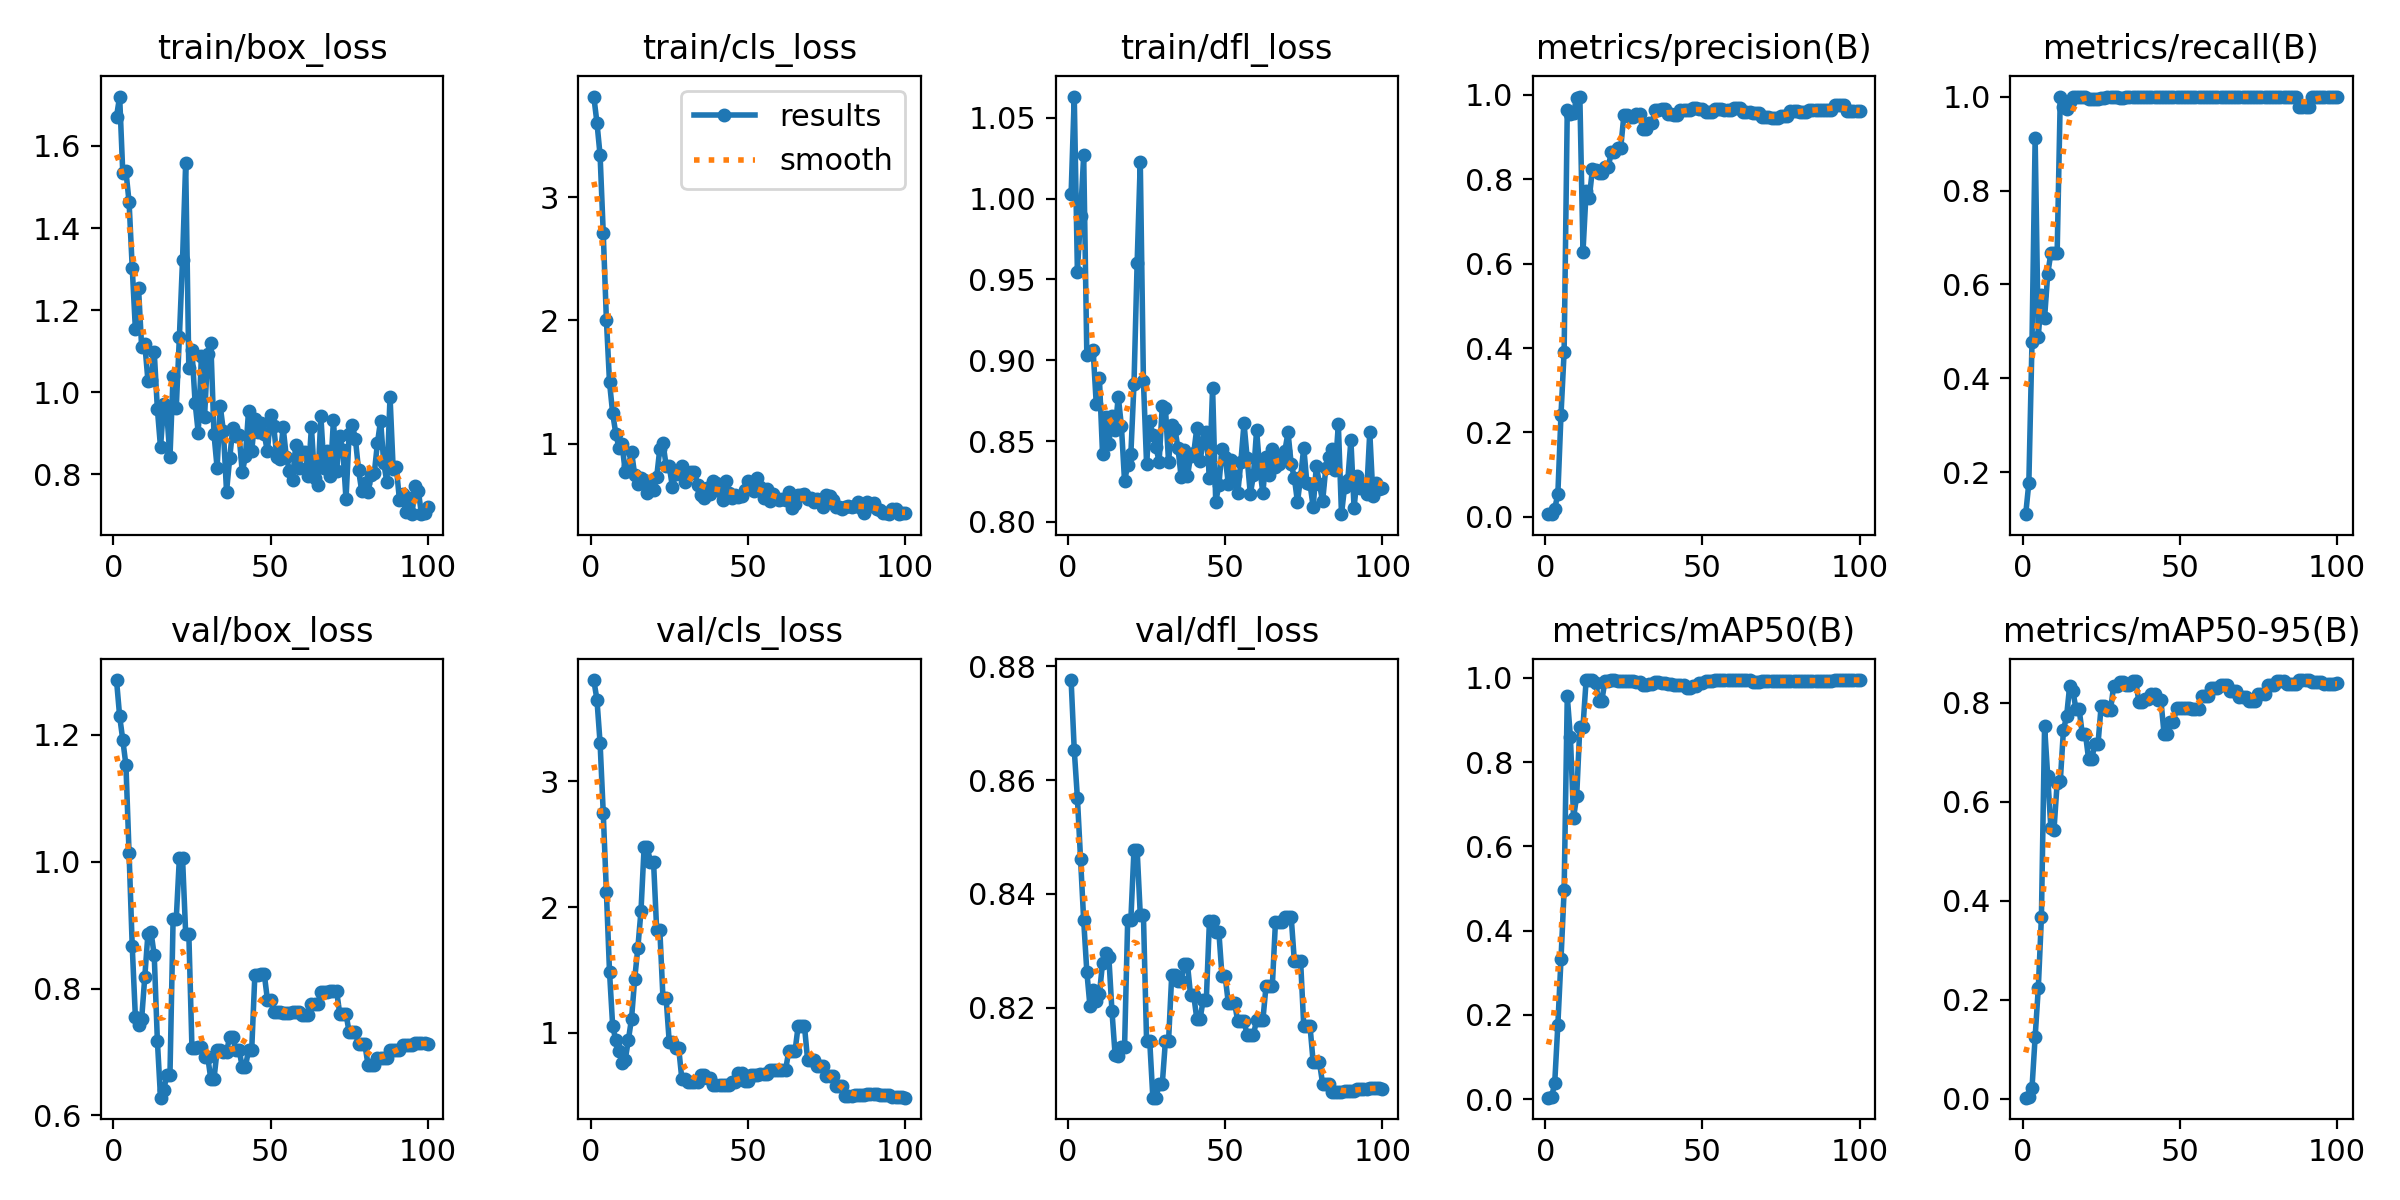 train/box_loss
1.6
1.4
1.2
1.0
0.8
0 50 100
train/cls_loss
results
smooth
3
2
1
0 50 100
train/dfl_loss
1.05
1.00
0.95
0.90
0.85
0.80
0 50 100
metrics/precision(B)
1.0
0.8
0.6
0.4
0.2
0.0
0 50 100
metrics/recall(B)
1.0
0.8
0.6
0.4
0.2
0 50 100
val/box_loss
1.2
1.0
0.8
0.6
0 50 100
val/cls_loss
3
2
1
0 50 100
val/dfl_loss
0.88
0.86
0.84
0.82
0 50 100
metrics/mAP50(B)
1.0
0.8
0.6
0.4
0.2
0.0
0 50 100
metrics/mAP50-95(B)
0.8
0.6
0.4
0.2
0.0
0 50 100